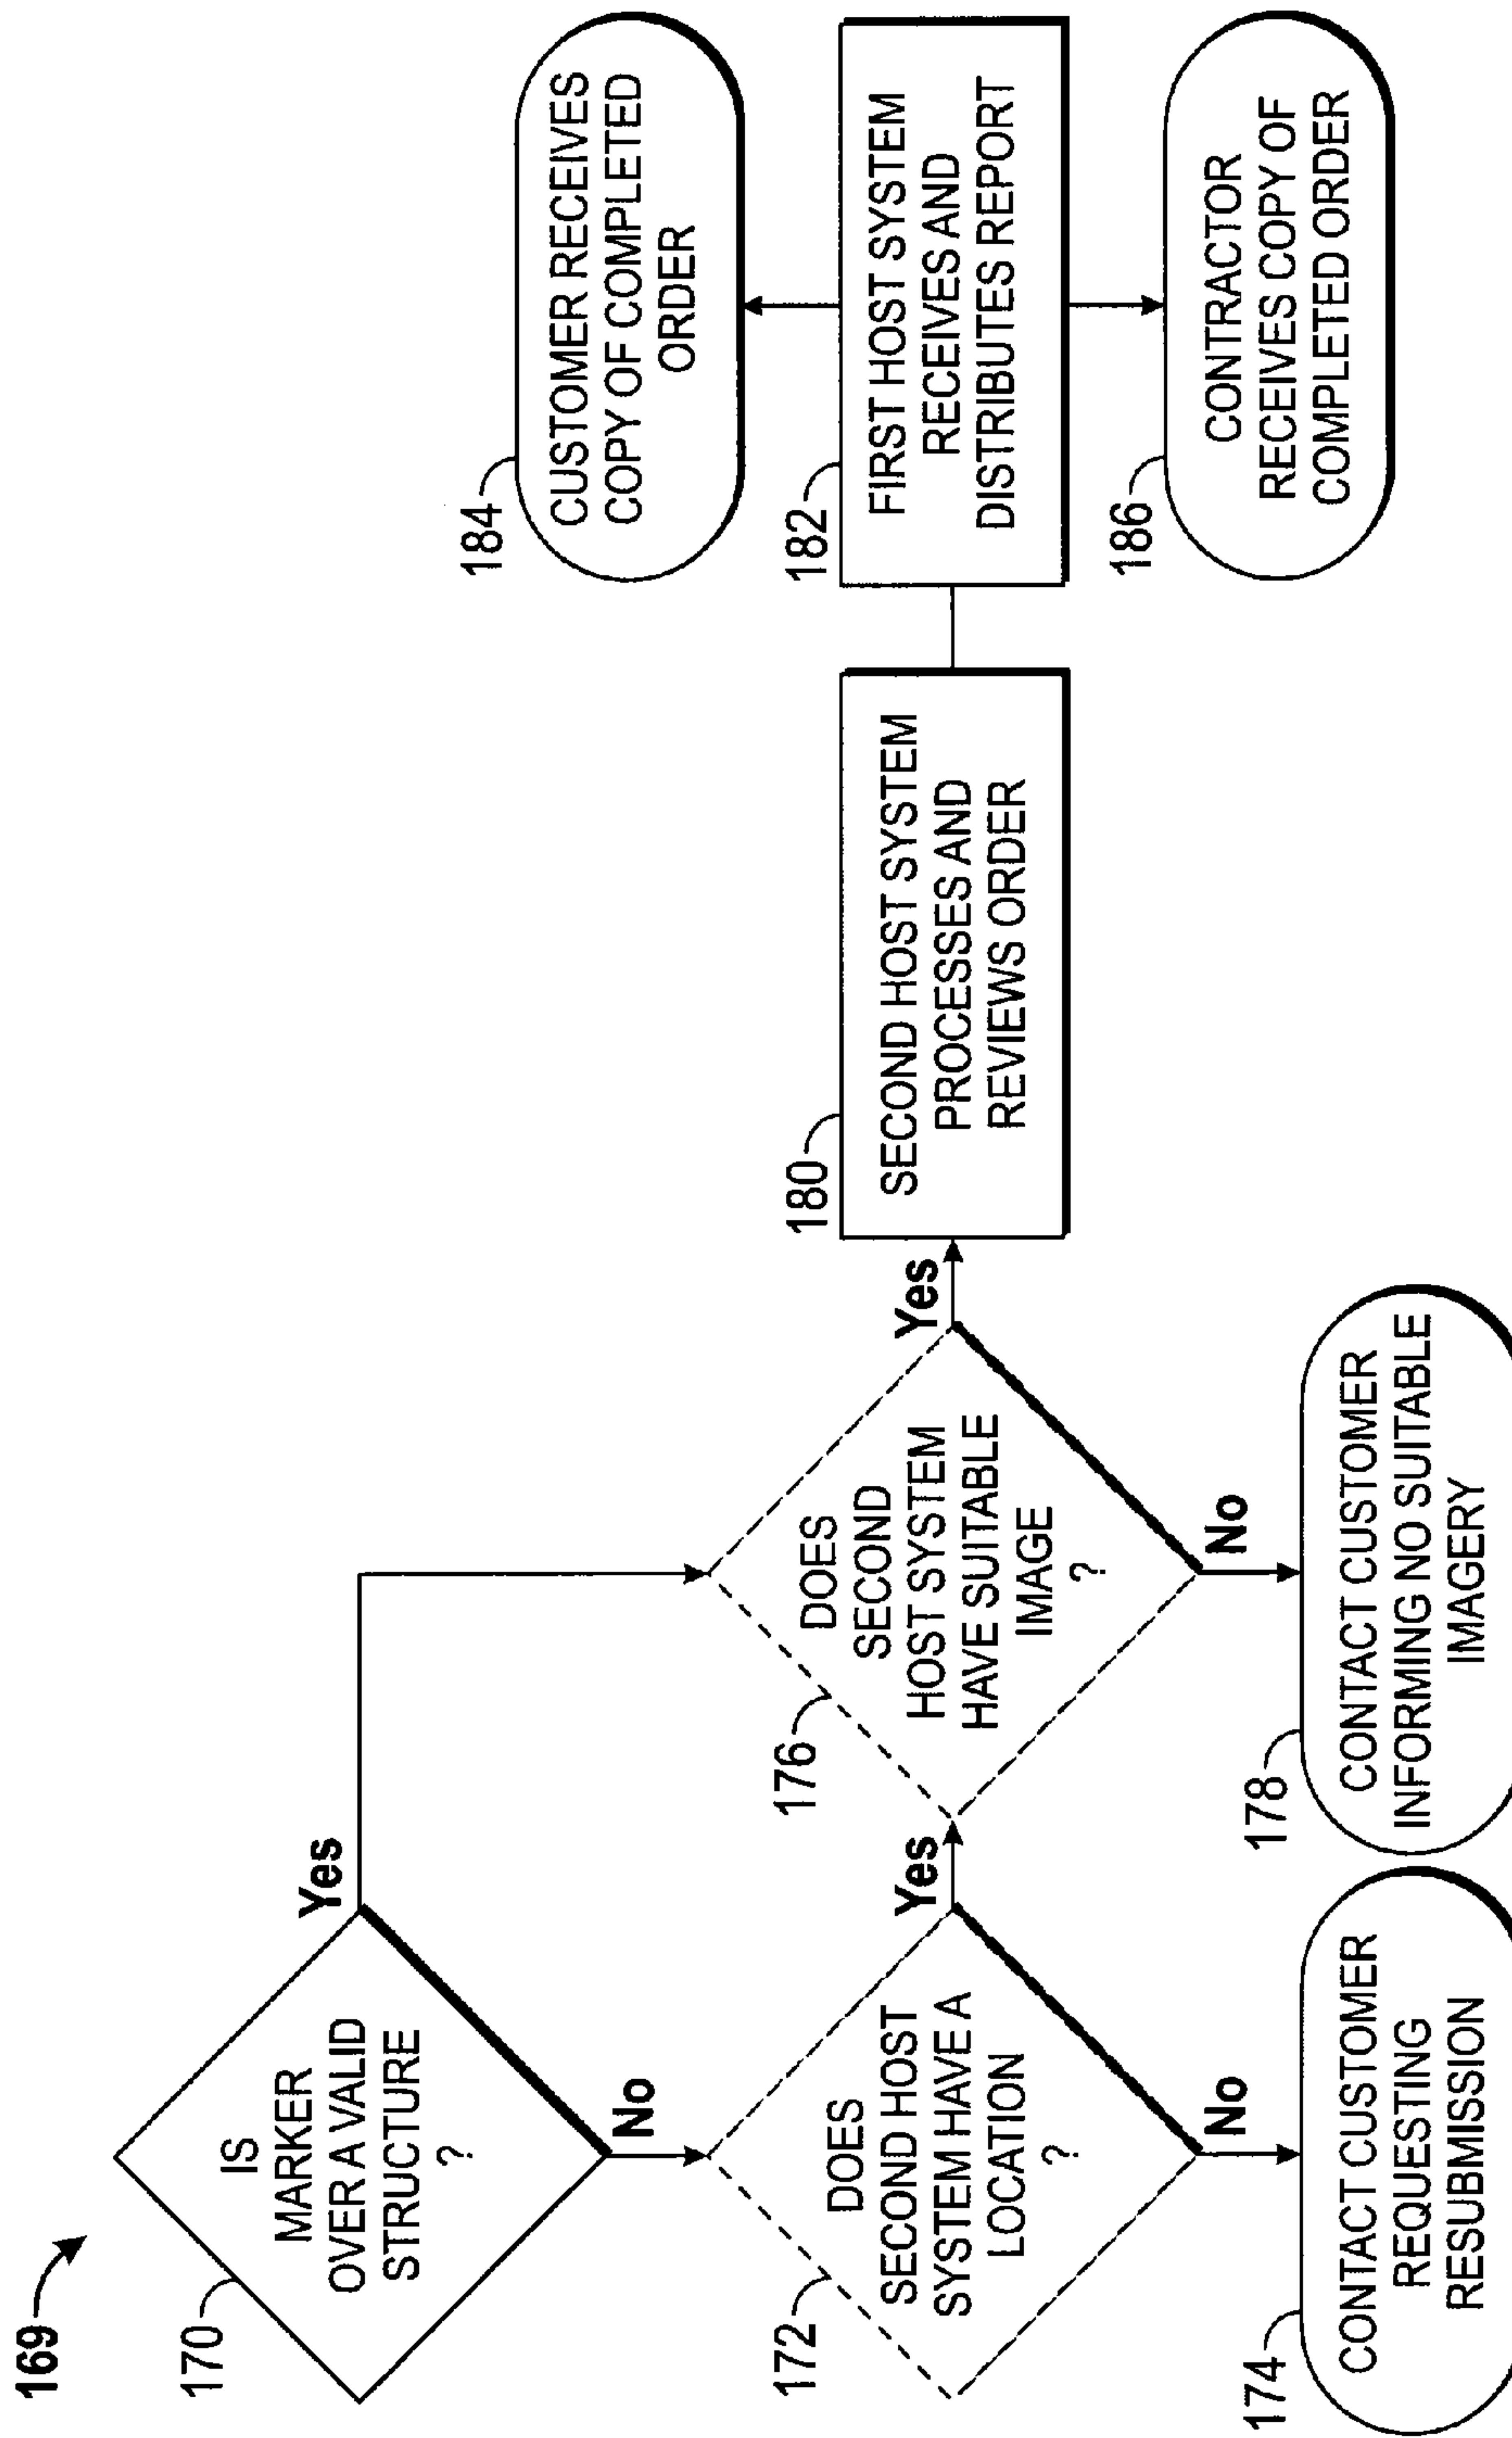 169
170
IS
MARKER
OVER A VALID
STRUCTURE
?
Yes
No
172
DOES
SECOND HOST
SYSTEM HAVE A
LOCATION
?
Yes
No
174
CONTACT CUSTOMER
REQUESTING
RESUBMISSION
176
DOES
SECOND
HOST SYSTEM
HAVE SUITABLE
IMAGE
?
Yes
No
178
CONTACT CUSTOMER
INFORMING NO SUITABLE
IMAGERY
180
SECOND HOST SYSTEM
PROCESSES AND
REVIEWS ORDER
182
FIRST HOST SYSTEM
RECEIVES AND
DISTRIBUTES REPORT
184
CUSTOMER RECEIVES
COPY OF COMPLETED
ORDER
186
CONTRACTOR
RECEIVES COPY OF
COMPLETED ORDER